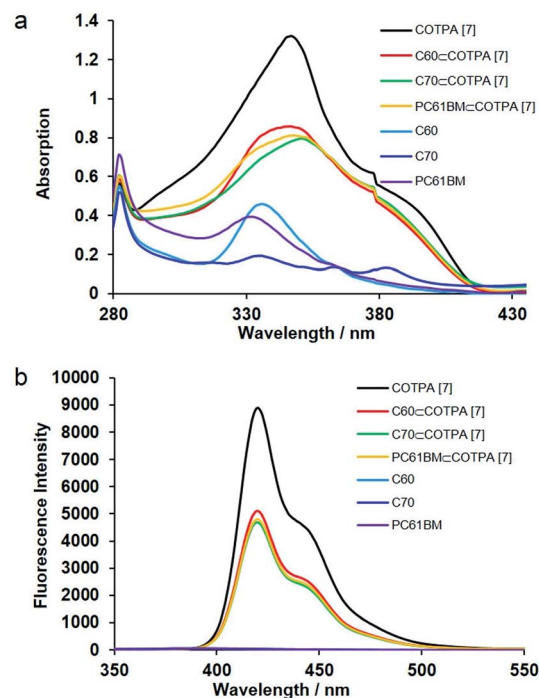 a
1.4
1.2
1
0.8
0.6
0.4
0.2
0
Absorption
280
330
380
430
Wavelength / nm
COTPA [7]
C60⊂COTPA [7]
C70⊂COTPA [7]
PC61BM⊂COTPA [7]
C60
C70
PC61BM
b
10000
9000
8000
7000
6000
5000
4000
3000
2000
1000
0
Fluorescence Intensity
350
400
450
500
550
Wavelength / nm
COTPA [7]
C60⊂COTPA [7]
C70⊂COTPA [7]
PC61BM⊂COTPA [7]
C60
C70
PC61BM